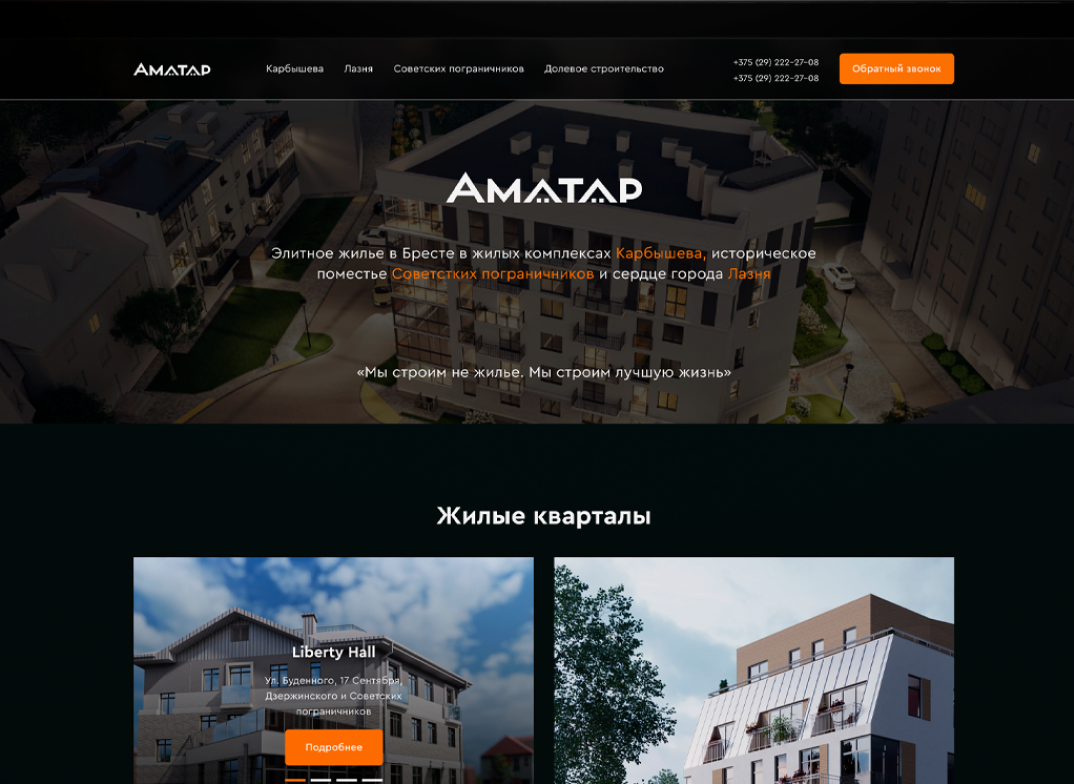 АМАТАР
Карбышева
Лазня
Советских пограничников
Долевое строительство
+375 (29) 222-27-08
+375 (29) 222-27-08
Обратный звонок
АМАТАР
Элитное жилье в Бресте в жилых комплексах Карбышева, историческое
поместье Советстких пограничников и сердце города Лазня
«Мы строим не жилье. Мы строим лучшую жизнь»
Жилые кварталы
Liberty Hall
Ул. Буденного, 17 Сентября,
Дзержинского и Советских
пограничников
Подробнее